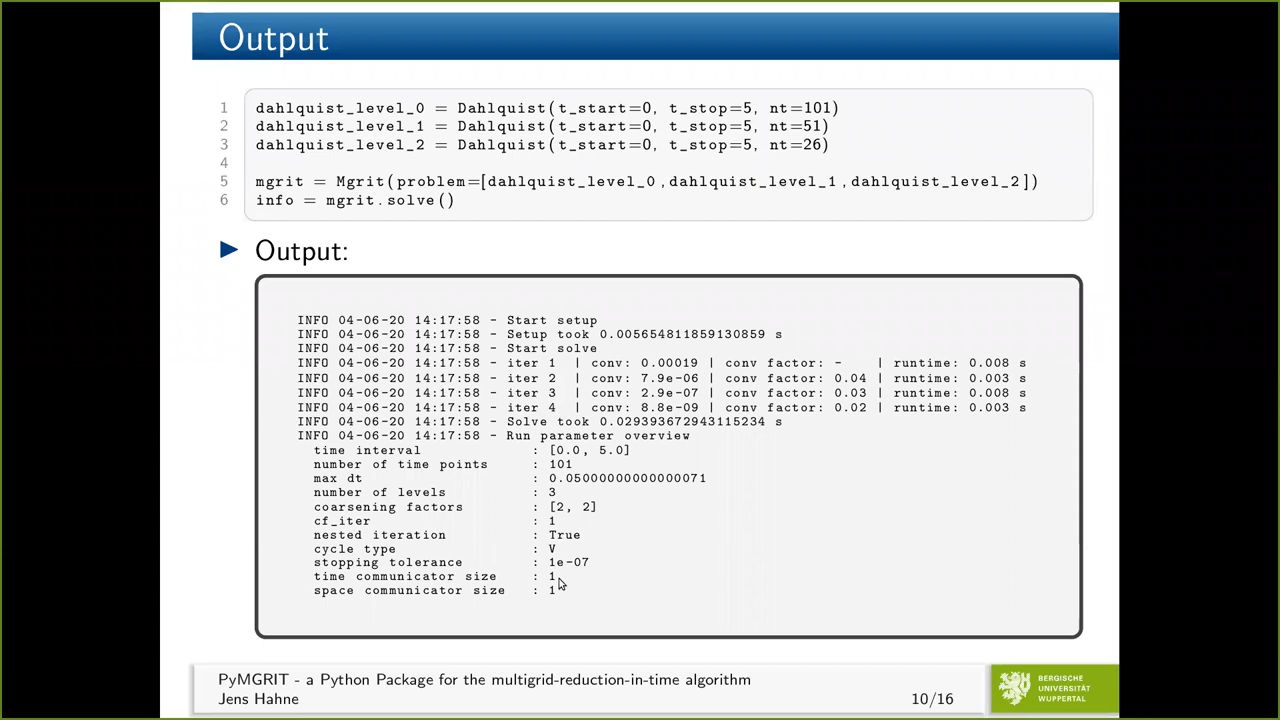 Output
1 dahlquist_level_0 = Dahlquist(t_start=0, t_stop=5, nt=101)
2 dahlquist_level_1 = Dahlquist(t_start=0, t_stop=5, nt=51)
3 dahlquist_level_2 = Dahlquist(t_start=0, t_stop=5, nt=26)
4
5 mgrit = Mgrit(problem=[dahlquist_level_0,dahlquist_level_1,dahlquist_level_2])
6 info = mgrit.solve()
Output:
INFO 04-06-20 14:17:58 - Start setup
INFO 04-06-20 14:17:58 - Setup took 0.005654811859130859 s
INFO 04-06-20 14:17:58 - Start solve
INFO 04-06-20 14:17:58 - iter 1 | conv: 0.00019 | conv factor: - | runtime: 0.008 s
INFO 04-06-20 14:17:58 - iter 2 | conv: 7.9e-06 | conv factor: 0.04 | runtime: 0.003 s
INFO 04-06-20 14:17:58 - iter 3 | conv: 2.9e-07 | conv factor: 0.03 | runtime: 0.008 s
INFO 04-06-20 14:17:58 - iter 4 | conv: 8.8e-09 | conv factor: 0.02 | runtime: 0.003 s
INFO 04-06-20 14:17:58 - Solve took 0.029393672943115234 s
INFO 04-06-20 14:17:58 - Run parameter overview
time interval : [0.0, 5.0]
number of time points : 101
max dt : 0.05000000000000071
number of levels : 3
coarsening factors : [2, 2]
cf_iter : 1
nested iteration : True
cycle type : V
stopping tolerance : 1e-07
time communicator size : 1
space communicator size : 1
PyMGRIT - a Python Package for the multigrid-reduction-in-time algorithm
Jens Hahne 10/16
BERGISCHE
UNIVERSITÄT
WUPPERTAL